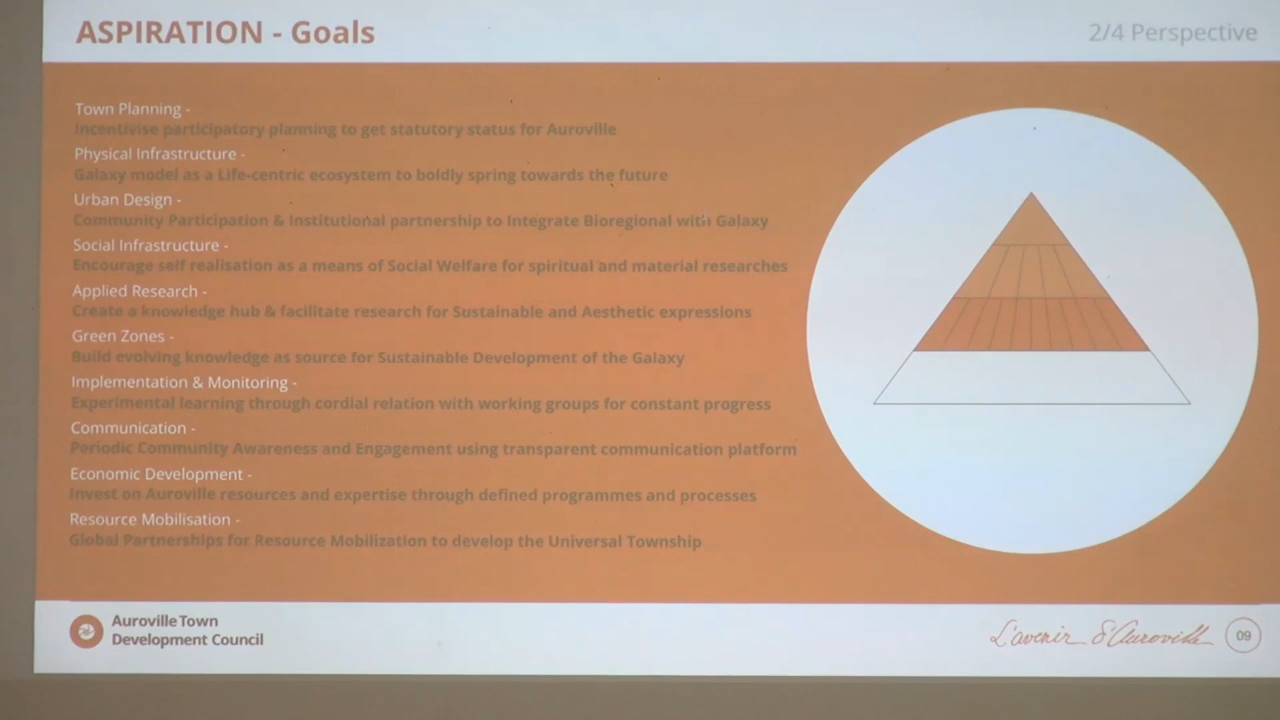 ASPIRATION - Goals
2/4 Perspective
Town Planning -
Incentivise participatory planning to get statutory status for Auroville
Physical Infrastructure -
Galaxy model as a Life-centric ecosystem to boldly spring towards the future
Urban Design -
Community Participation & Institutional partnership to Integrate Bioregional with Galaxy
Social Infrastructure -
Encourage self realisation as a means of Social Welfare for spiritual and material researches
Applied Research -
Create a knowledge hub & facilitate research for Sustainable and Aesthetic expressions
Green Zones -
Build evolving knowledge as source for Sustainable Development of the Galaxy
Implementation & Monitoring -
Experimental learning through cordial relation with working groups for constant progress
Communication -
Periodic Community Awareness and Engagement using transparent communication platform
Economic Development -
Invest on Auroville resources and expertise through defined programmes and processes
Resource Mobilisation -
Global Partnerships for Resource Mobilization to develop the Universal Township
Auroville Town
Development Council
L'avenir d'Auroville
09